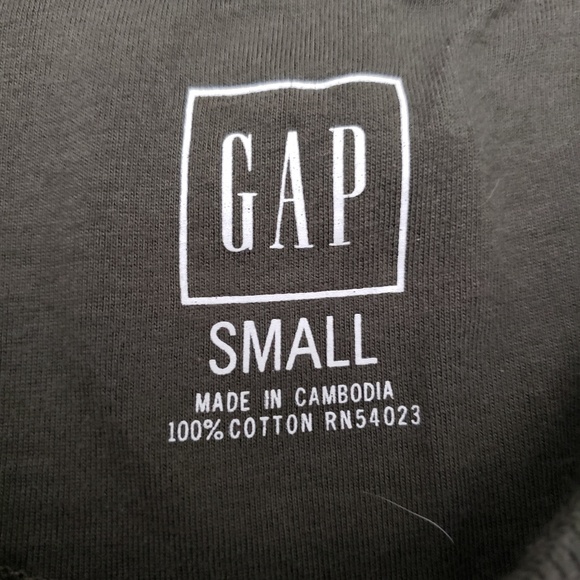 GAP
SMALL
MADE IN CAMBODIA
100% COTTON RN54023